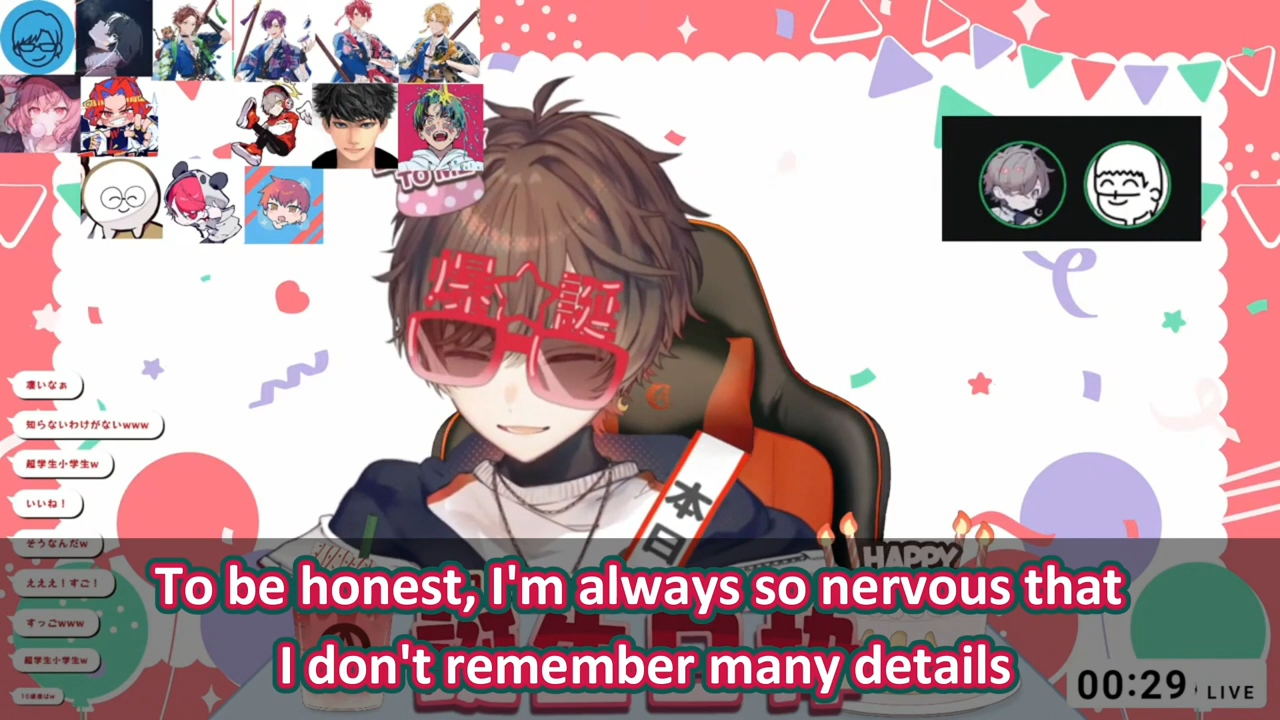 TO ME
爆☆誕
本日
凄いなぁ
知らないわけがないwww
超学生小学生w
いいね！
そうなんだw
えええ！すご！
すっごwww
超学生小学生w
HAPPY
To be honest, I'm always so nervous that
I don't remember many details
00:29 LIVE